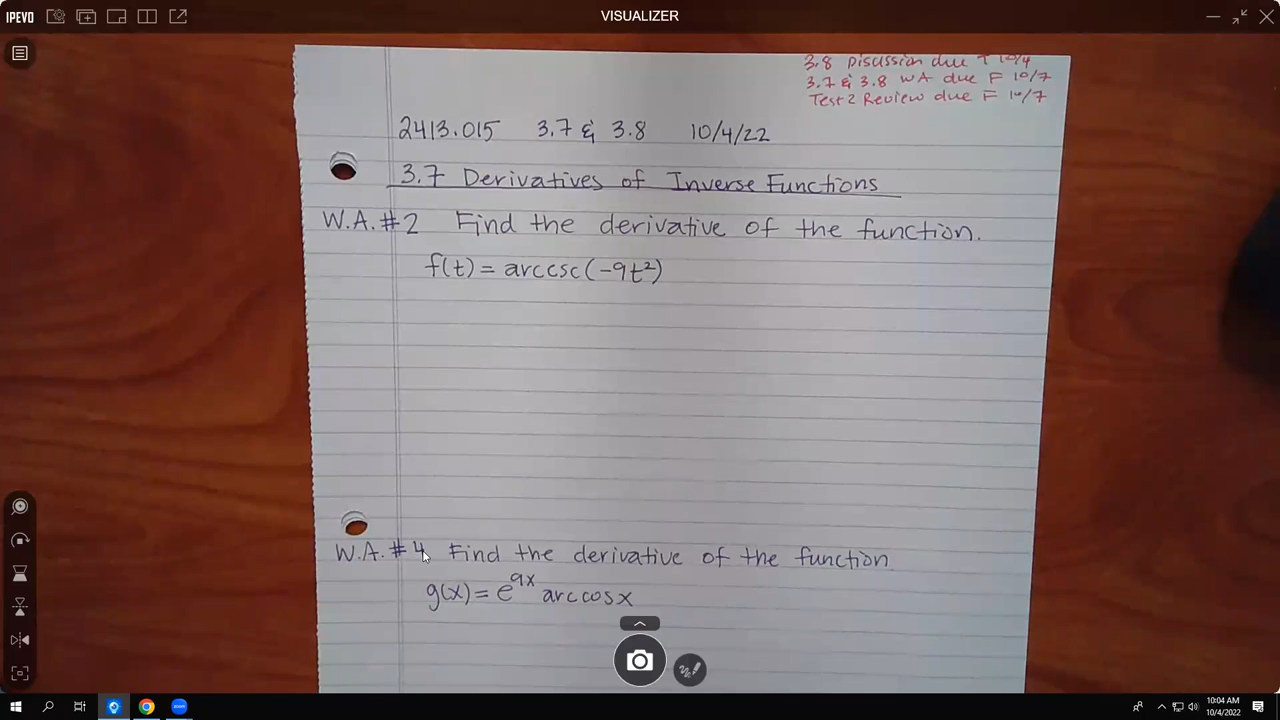 IPEVO
VISUALIZER
3.8 Discussion due T 10/4
3.7 & 3.8 WA due F 10/7
Test 2 Review due F 10/7
2413.015 3.7 & 3.8 10/4/22
3.7 Derivatives of Inverse Functions
W.A. #2 Find the derivative of the function.
f(t) = arccsc(-9t²)
W.A. #4 Find the derivative of the function
g(x) = e^9x arccosx
10:04 AM
10/4/2022